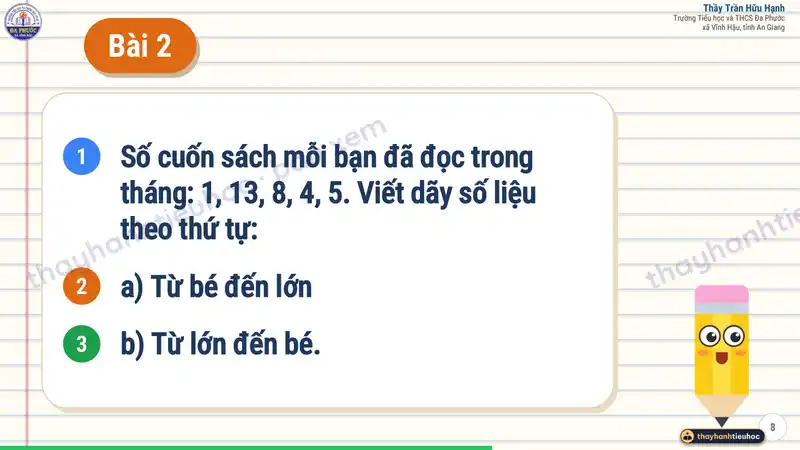 Thầy Trần Hữu Hạnh
Trường Tiểu học và THCS Đa Phước
xã Vĩnh Hậu, tỉnh An Giang
ĐA PHƯỚC
Bài 2
1 Số cuốn sách mỗi bạn đã đọc trong
tháng: 1, 13, 8, 4, 5. Viết dãy số liệu
theo thứ tự:
2 a) Từ bé đến lớn
3 b) Từ lớn đến bé.
8
thayhanhtieuhoc